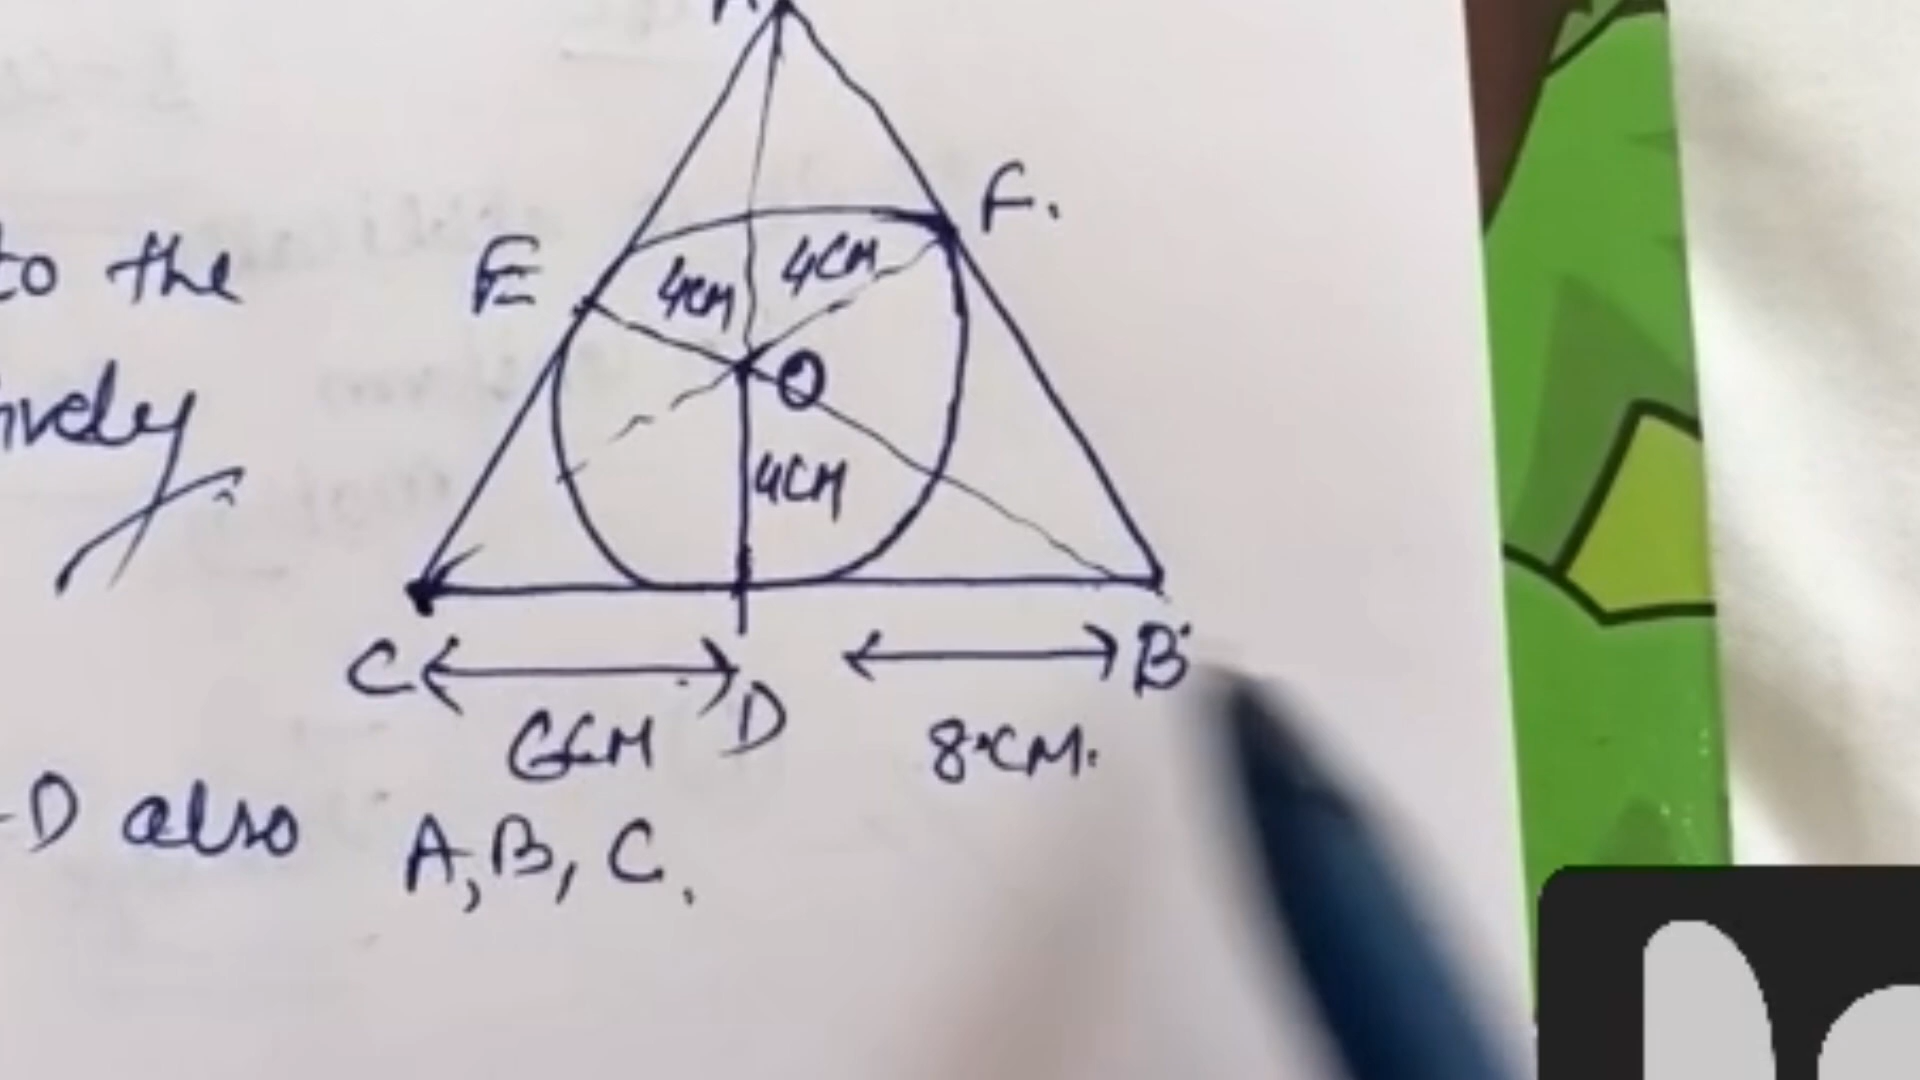 A
F.
E
to the
4CM
4CM
O
4CM
C
D
B
6CM
8CM.
D also A, B, C.